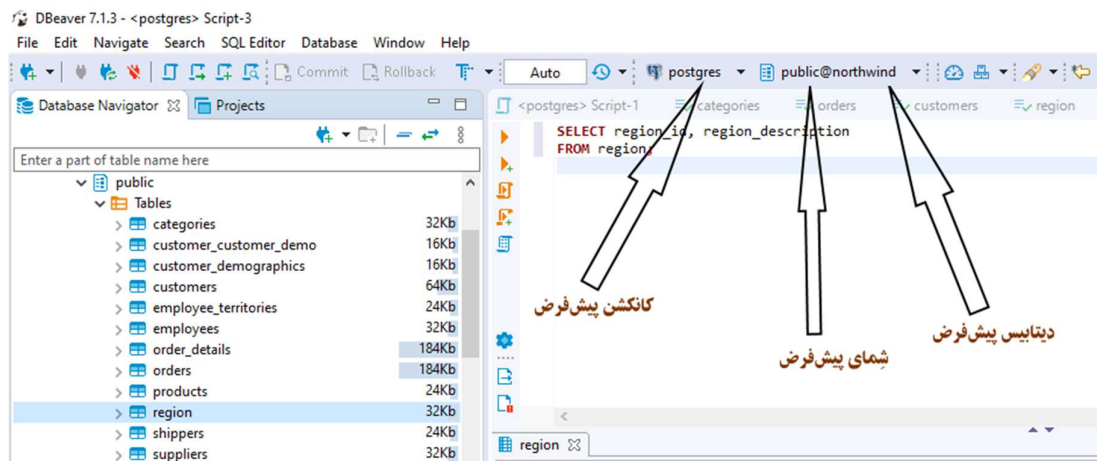 DBeaver 7.1.3 - <postgres> Script-3
File Edit Navigate Search SQL Editor Database Window Help
Commit Rollback Auto postgres public@northwind
Database Navigator Projects
<postgres> Script-1 categories orders customers region
Enter a part of table name here
SELECT region_id, region_description
FROM region;
public
Tables
categories 32Kb
customer_customer_demo 16Kb
customer_demographics 16Kb
customers 64Kb
employee_territories 24Kb
employees 32Kb
order_details 184Kb
orders 184Kb
products 24Kb
region 32Kb
shippers 24Kb
suppliers 32Kb
کانکشن پیش‌فرض
شِمای پیش‌فرض
دیتابیس پیش‌فرض
region